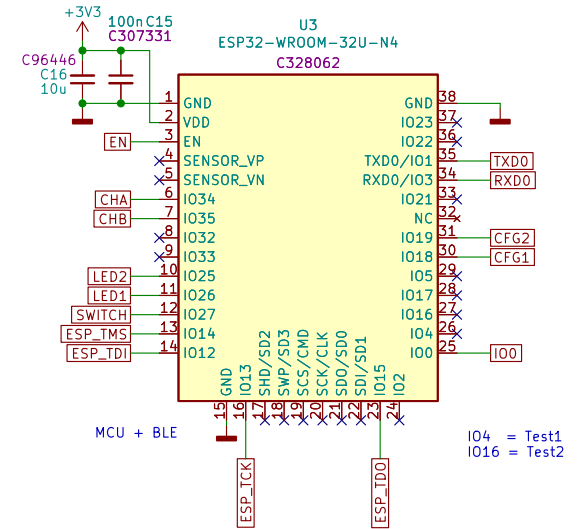 +3V3
100n C15
C307331
C96446
C16
10u
U3
ESP32-WROOM-32U-N4
C328062
1 GND
2 VDD
EN 3 EN
4 SENSOR_VP
5 SENSOR_VN
CHA 6 IO34
CHB 7 IO35
8 IO32
9 IO33
LED2 10 IO25
LED1 11 IO26
SWITCH 12 IO27
ESP_TMS 13 IO14
ESP_TDI 14 IO12
GND 38
IO23 37
IO22 36
TXD0/IO1 35 TXD0
RXD0/IO3 34 RXD0
IO21 33
NC 32
IO19 31 CFG2
IO18 30 CFG1
IO5 29
IO17 28
IO16 27
IO4 26
IO0 25 IO0
GND 15
IO13 16 ESP_TCK
SHD/SD2 17
SWP/SD3 18
SCS/CMD 19
SCK/CLK 20
SDO/SD0 21
SDI/SD1 22
IO15 23 ESP_TDO
IO2 24
MCU + BLE
IO4 = Test1
IO16 = Test2